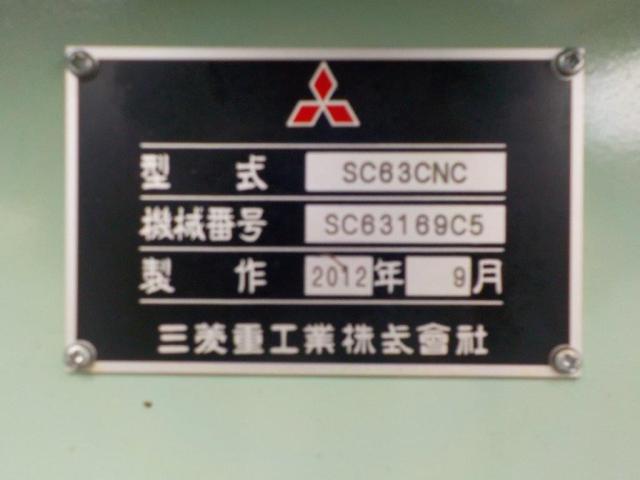 型式 SC63CNC
機械番号 SC63169C5
製作 2012年 9月
三菱重工業株式會社